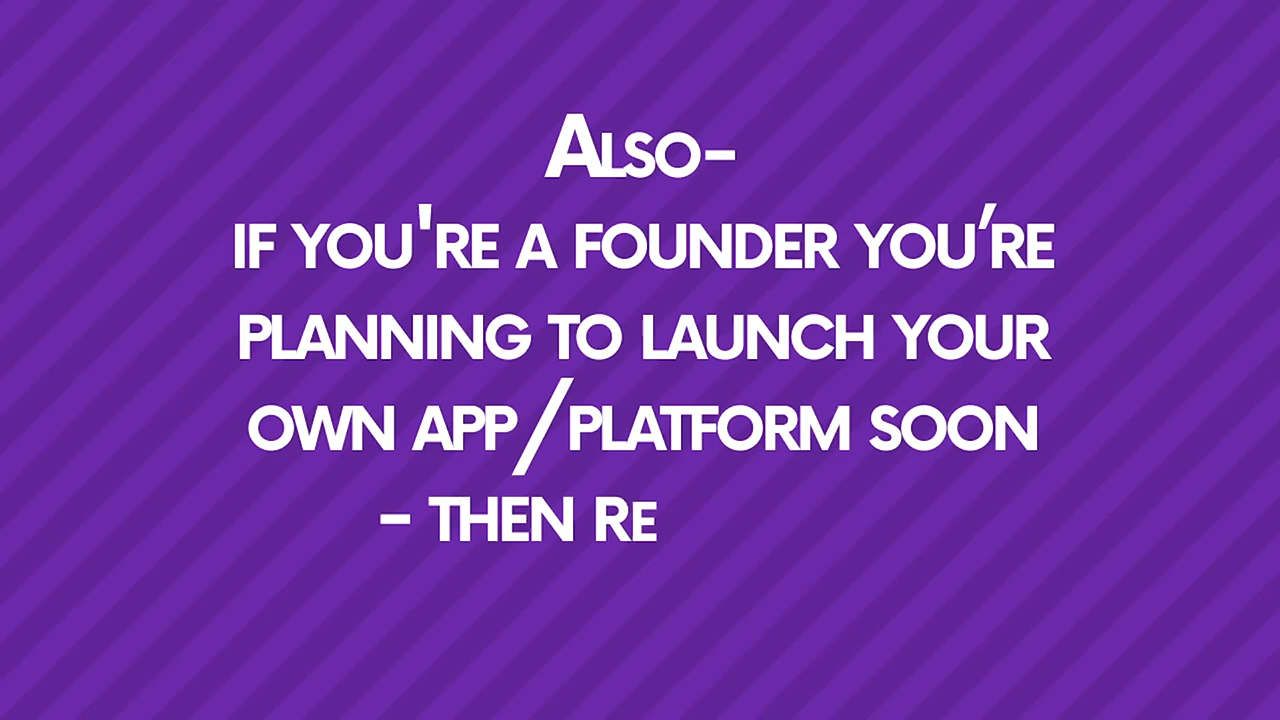 Also-
if you're a founder you’re
planning to launch your
own app/platform soon
- then Re